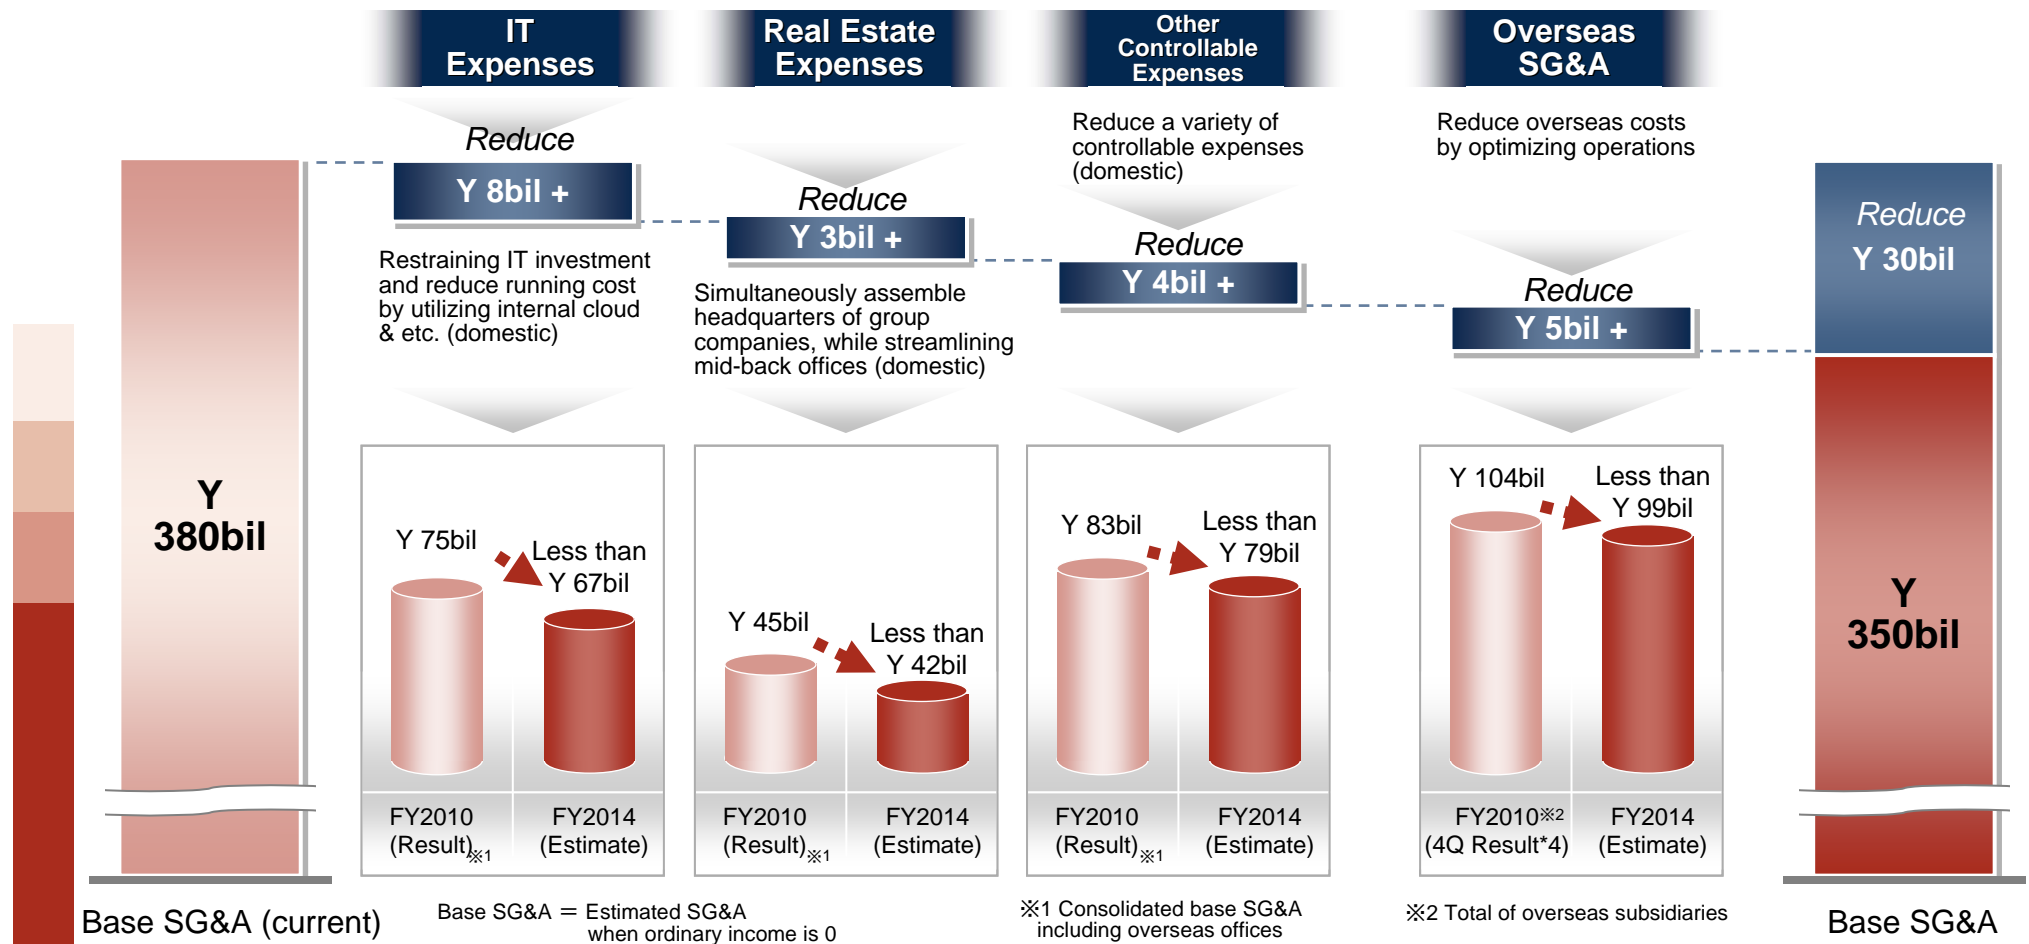 IT
Expenses
Real Estate
Expenses
Other
Controllable
Expenses
Overseas
SG&A
Reduce
Y 8bil +
Restraining IT investment
and reduce running cost
by utilizing internal cloud
& etc. (domestic)
Reduce
Y 3bil +
Simultaneously assemble
headquarters of group
companies, while streamlining
mid-back offices (domestic)
Reduce a variety of
controllable expenses
(domestic)
Reduce
Y 4bil +
Reduce overseas costs
by optimizing operations
Reduce
Y 5bil +
Reduce
Y 30bil
Y
380bil
Y
350bil
Y 75bil
Less than
Y 67bil
FY2010
(Result)※1
FY2014
(Estimate)
Y 45bil
Less than
Y 42bil
FY2010
(Result)※1
FY2014
(Estimate)
Y 83bil
Less than
Y 79bil
FY2010
(Result)※1
FY2014
(Estimate)
Y 104bil
Less than
Y 99bil
FY2010※2
(4Q Result*4)
FY2014
(Estimate)
Base SG&A (current)
Base SG&A = Estimated SG&A
when ordinary income is 0
※1 Consolidated base SG&A
including overseas offices
※2 Total of overseas subsidiaries
Base SG&A